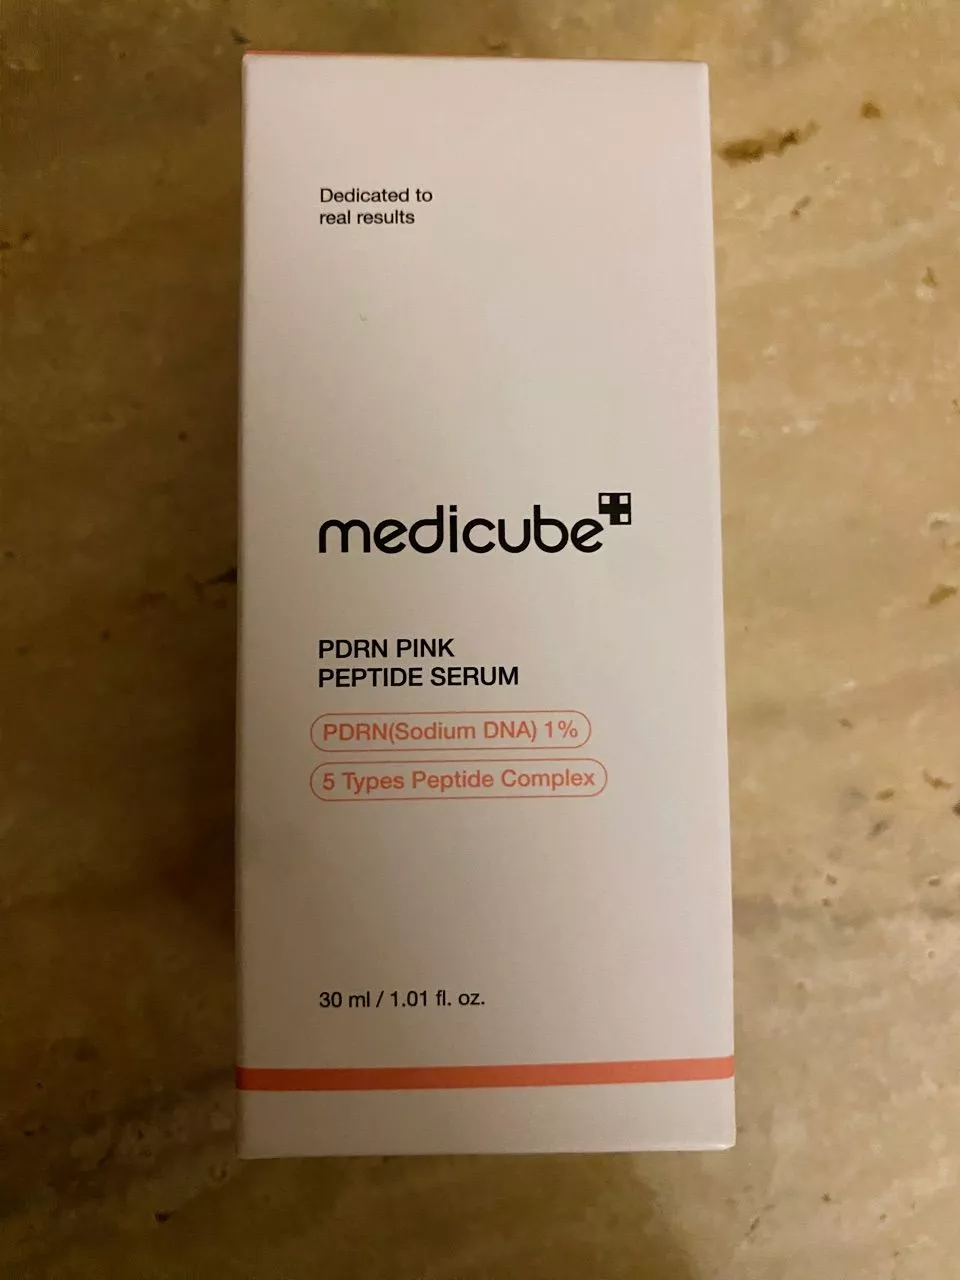 Dedicated to
real results
medicube
PDRN PINK
PEPTIDE SERUM
PDRN(Sodium DNA) 1%
5 Types Peptide Complex
30 ml / 1.01 fl. oz.